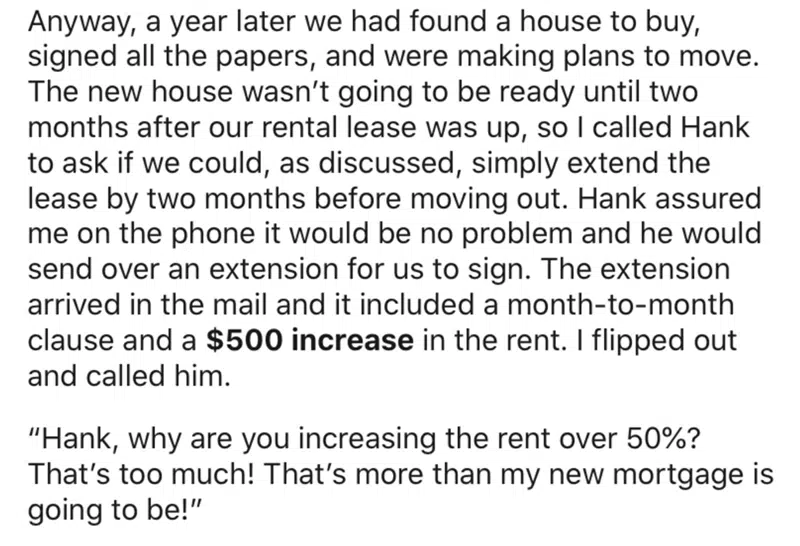 Anyway, a year later we had found a house to buy,
signed all the papers, and were making plans to move.
The new house wasn’t going to be ready until two
months after our rental lease was up, so I called Hank
to ask if we could, as discussed, simply extend the
lease by two months before moving out. Hank assured
me on the phone it would be no problem and he would
send over an extension for us to sign. The extension
arrived in the mail and it included a month-to-month
clause and a $500 increase in the rent. I flipped out
and called him.
“Hank, why are you increasing the rent over 50%?
That’s too much! That’s more than my new mortgage is
going to be!”